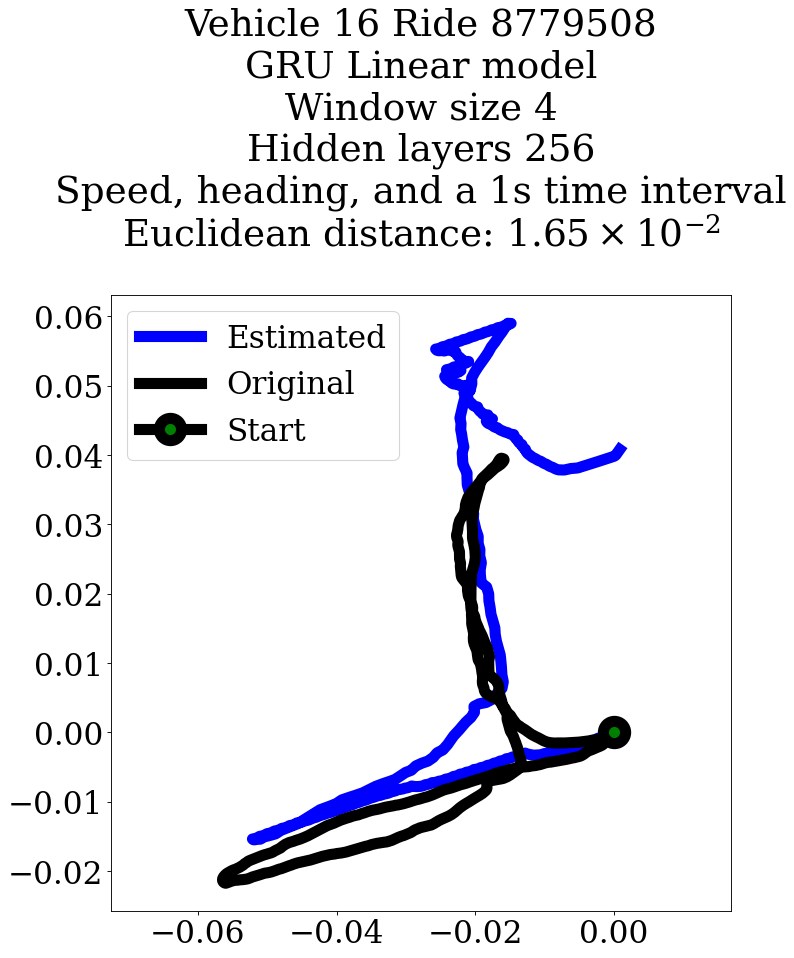 Vehicle 16 Ride 8779508
GRU Linear model
Window size 4
Hidden layers 256
Speed, heading, and a 1s time interval
Euclidean distance: 1.65 × 10⁻²
Estimated
Original
Start
0.06
0.05
0.04
0.03
0.02
0.01
0.00
−0.01
−0.02
−0.06 −0.04 −0.02 0.00